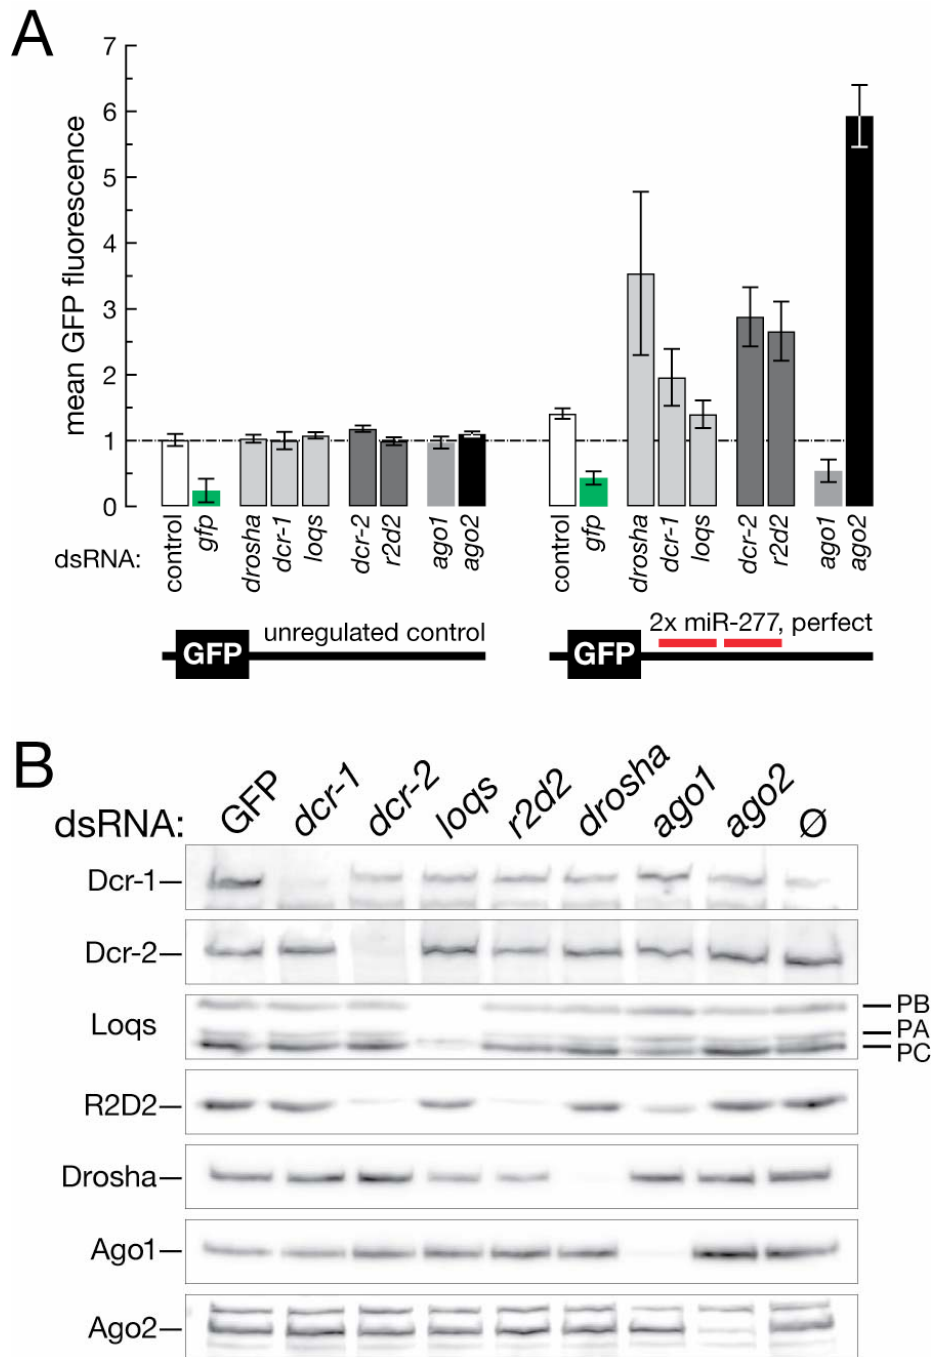 A
mean GFP fluorescence
7
6
5
4
3
2
1
0
dsRNA:
control
gfp
drosha
dcr-1
loqs
dcr-2
r2d2
ago1
ago2
control
gfp
drosha
dcr-1
loqs
dcr-2
r2d2
ago1
ago2
GFP
unregulated control
GFP
2x miR-277, perfect
B
dsRNA: GFP dcr-1 dcr-2 loqs r2d2 drosha ago1 ago2 Ø
Dcr-1
Dcr-2
Loqs
PB
PA
PC
R2D2
Drosha
Ago1
Ago2